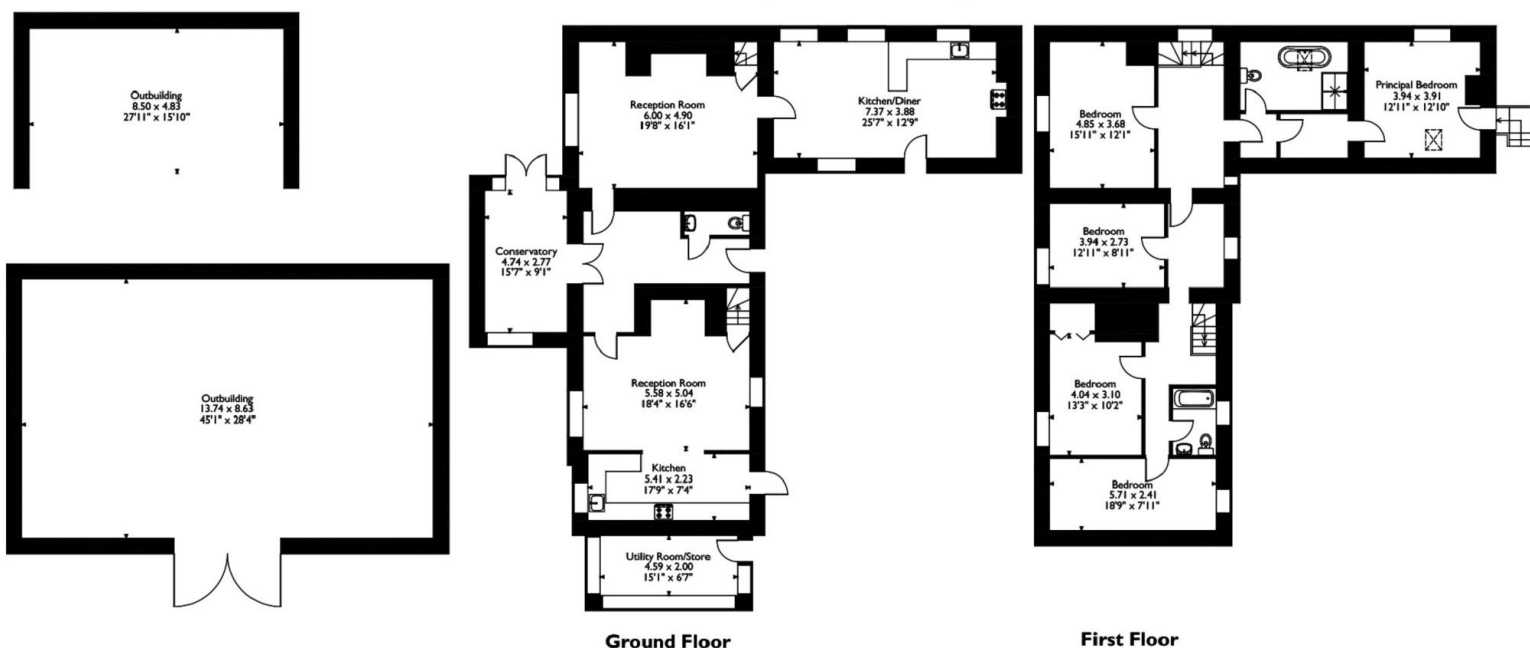 Outbuilding
8.50 x 4.83
27'11" x 15'10"
Outbuilding
13.74 x 8.63
45'1" x 28'4"
Reception Room
6.00 x 4.90
19'8" x 16'1"
Kitchen/Diner
7.37 x 3.88
25'7" x 12'9"
Conservatory
4.74 x 2.77
15'7" x 9'1"
Reception Room
5.58 x 5.04
18'4" x 16'6"
Kitchen
5.41 x 2.23
17'9" x 7'4"
Utility Room/Store
4.59 x 2.00
15'1" x 6'7"
Ground Floor
Bedroom
4.85 x 3.68
15'11" x 12'1"
Principal Bedroom
3.94 x 3.91
12'11" x 12'10"
Bedroom
3.94 x 2.73
12'11" x 8'11"
Bedroom
4.04 x 3.10
13'3" x 10'2"
Bedroom
5.71 x 2.41
18'9" x 7'11"
First Floor